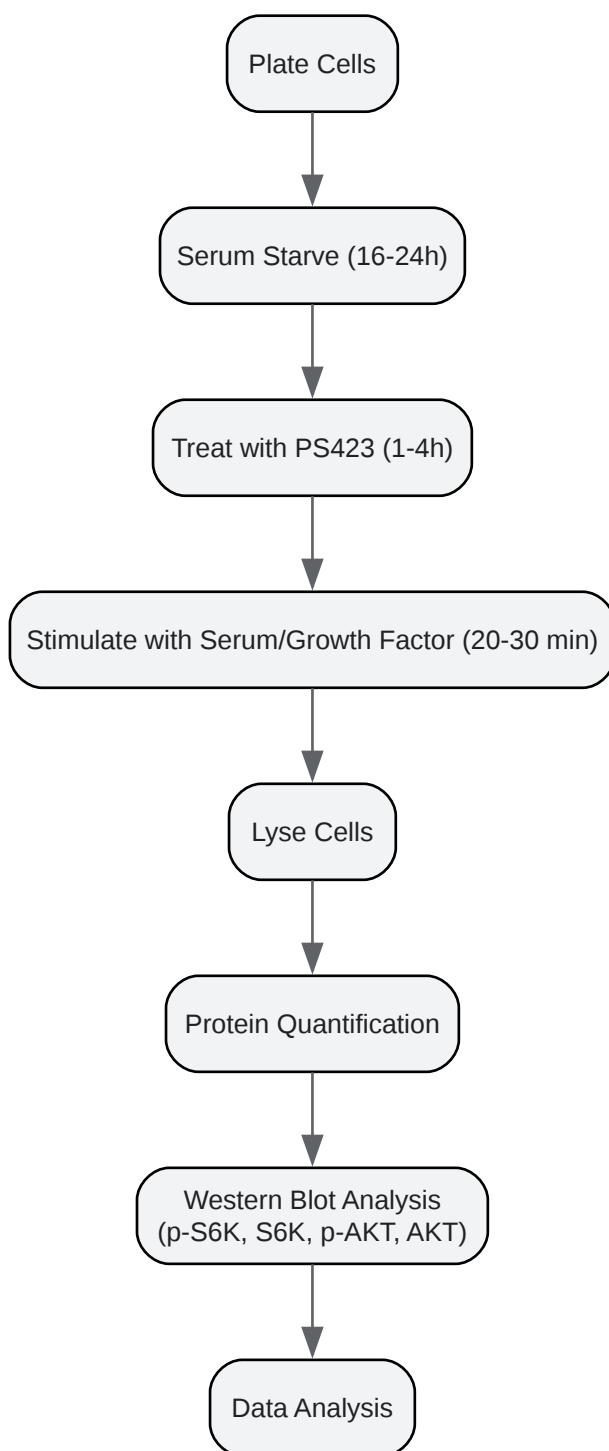 Plate Cells
Serum Starve (16-24h)
Treat with PS423 (1-4h)
Stimulate with Serum/Growth Factor (20-30 min)
Lyse Cells
Protein Quantification
Western Blot Analysis
(p-S6K, S6K, p-AKT, AKT)
Data Analysis